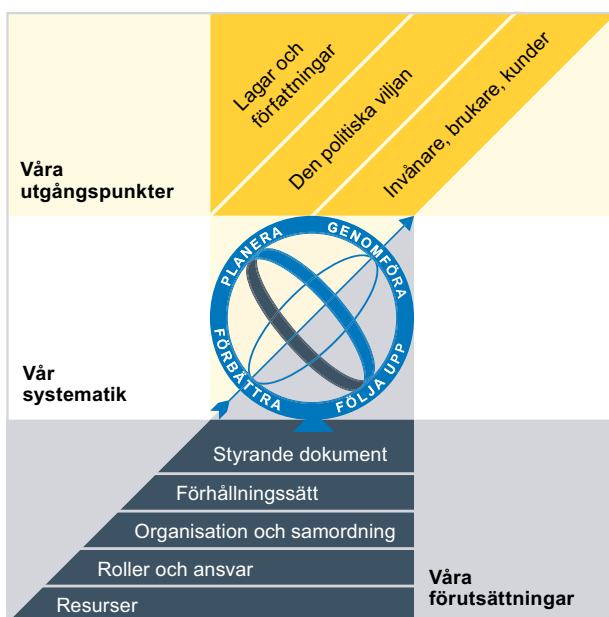 Lagar och
författningar
Den politiska viljan
Invånare, brukare, kunder
Våra
utgångspunkter
PLANERA
GENOMFÖRA
FÖLJA UPP
FÖRBÄTTRA
Vår
systematik
Styrande dokument
Förhållningssätt
Organisation och samordning
Roller och ansvar
Resurser
Våra
förutsättningar